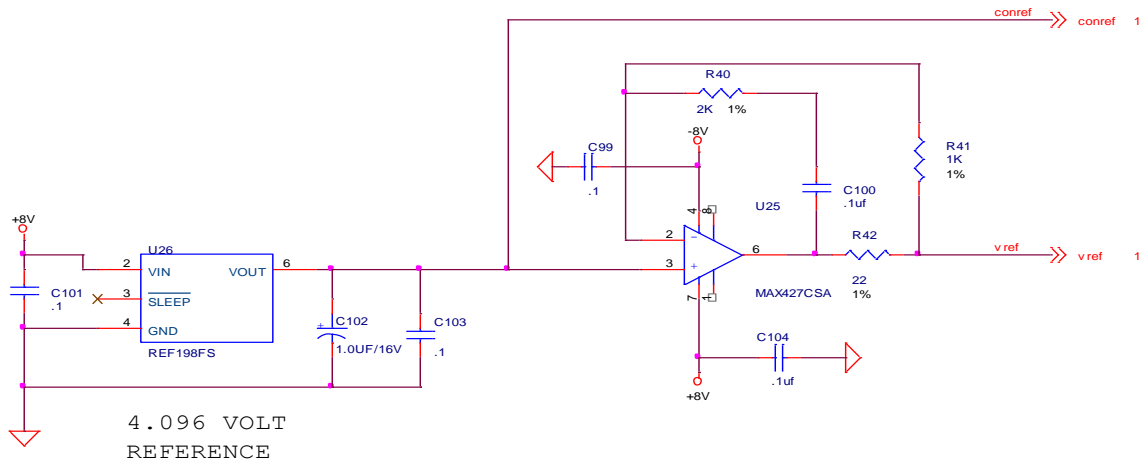 conref
conref 1
R40
2K 1%
-8V
C99
.1
R41
1K
1%
C100
.1uf
U25
4
8
+8V
U26
2
VIN
VOUT
6
2
6
R42
vref
vref 1
C101
.1
3
SLEEP
3
22
1%
MAX427CSA
7
1
4
GND
C102
1.0UF/16V
C103
.1
REF198FS
C104
.1uf
+8V
4.096 VOLT
REFERENCE